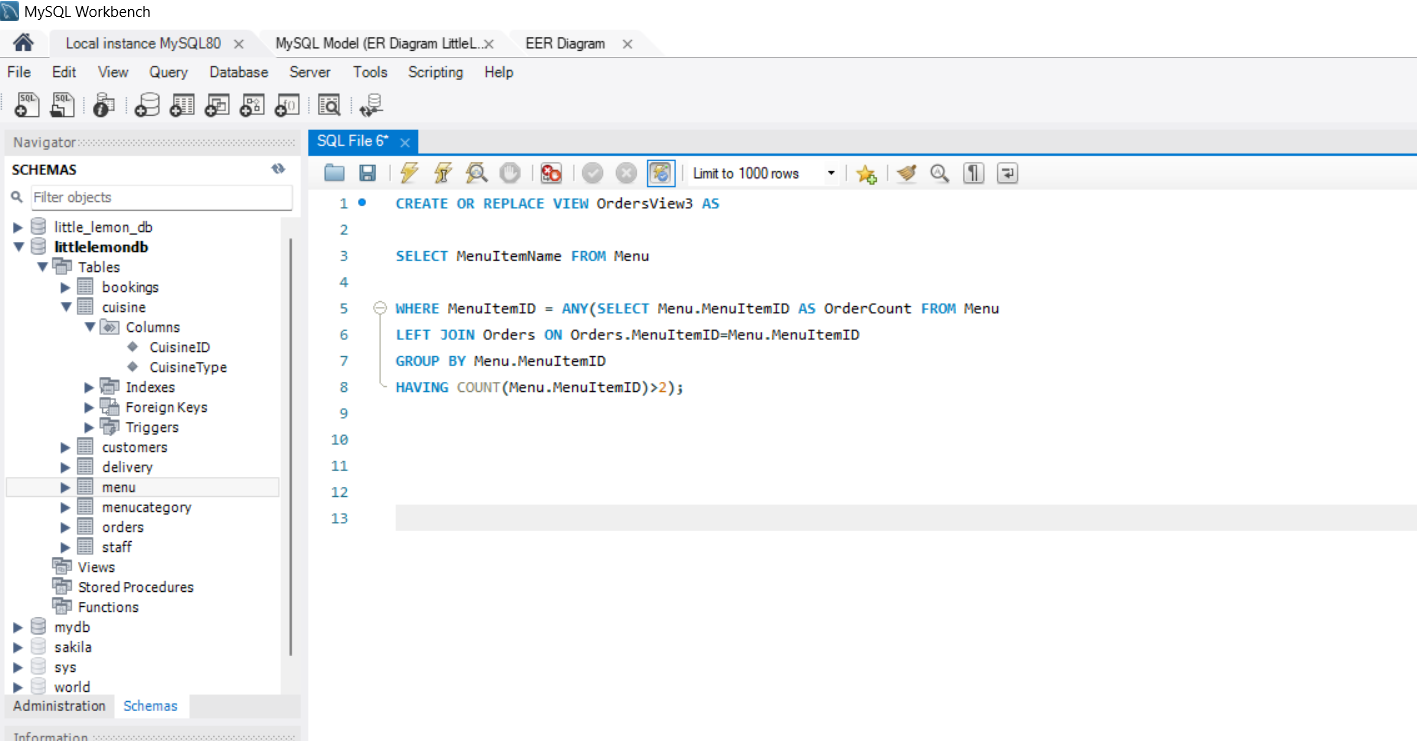 MySQL Workbench
Local instance MySQL80
MySQL Model (ER Diagram LittleL...
EER Diagram
File Edit View Query Database Server Tools Scripting Help
Navigator
SCHEMAS
Filter objects
little_lemon_db
littlelemondb
Tables
bookings
cuisine
Columns
CuisineID
CuisineType
Indexes
Foreign Keys
Triggers
customers
delivery
menu
menucategory
orders
staff
Views
Stored Procedures
Functions
mydb
sakila
sys
world
Administration Schemas
Information
SQL File 6*
Limit to 1000 rows
1 CREATE OR REPLACE VIEW OrdersView3 AS
2
3 SELECT MenuItemName FROM Menu
4
5 WHERE MenuItemID = ANY(SELECT Menu.MenuItemID AS OrderCount FROM Menu
6 LEFT JOIN Orders ON Orders.MenuItemID=Menu.MenuItemID
7 GROUP BY Menu.MenuItemID
8 HAVING COUNT(Menu.MenuItemID)>2);
9
10
11
12
13